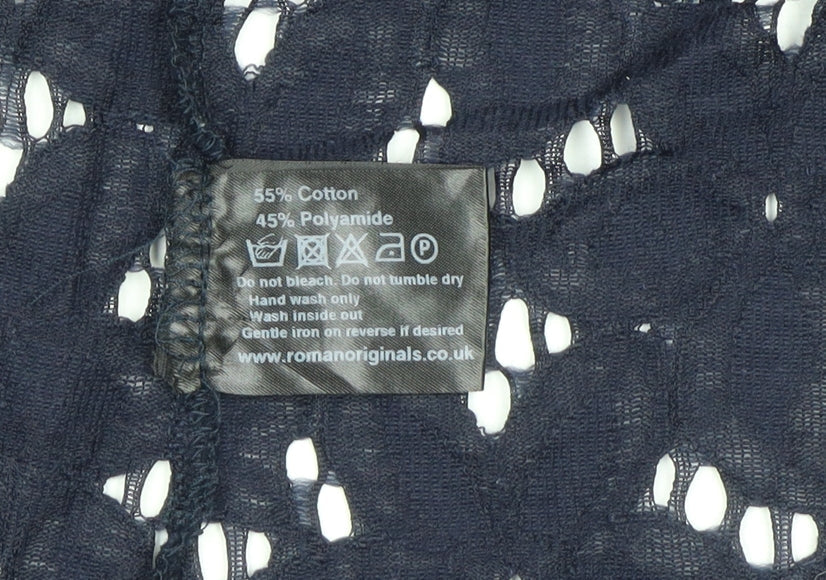 55% Cotton
45% Polyamide
P
Do not bleach. Do not tumble dry
Hand wash only
Wash inside out
Gentle iron on reverse if desired
www.romanoriginals.co.uk